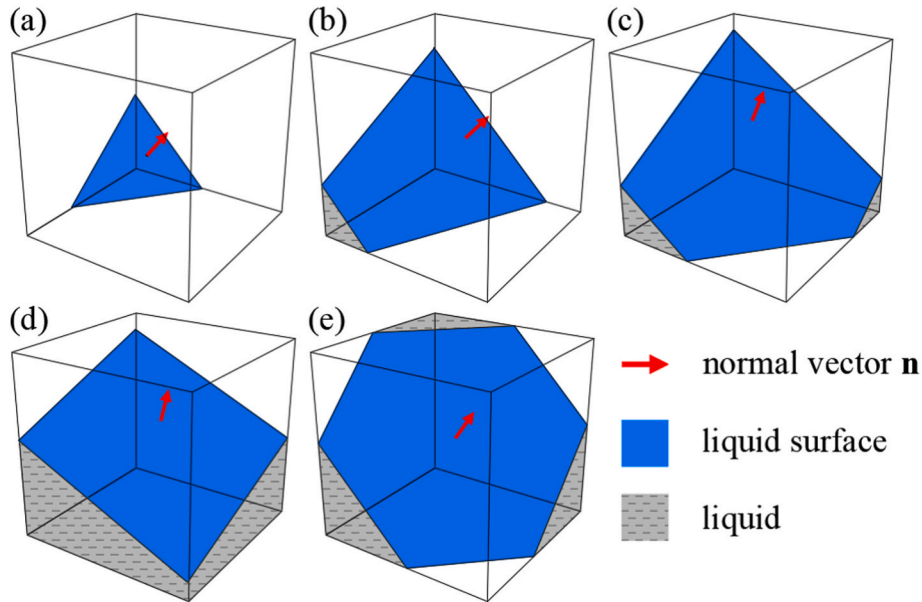 (a)
(b)
(c)
(d)
(e)
normal vector n
liquid surface
liquid